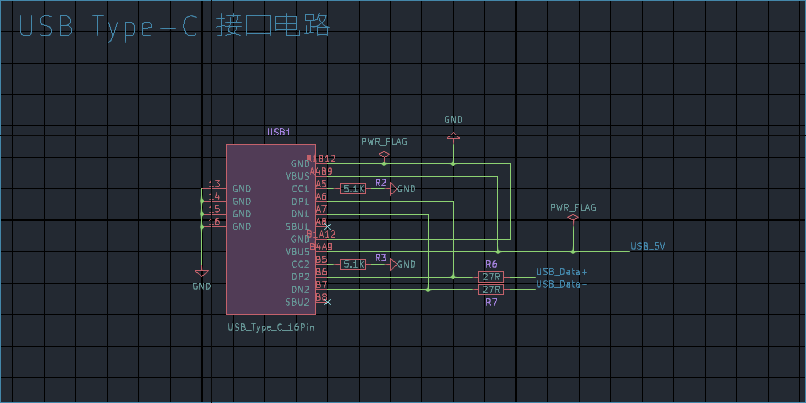 USB Type-C 接口电路
GND
USB1
PWR_FLAG
GND A1B12
VBUS A4B9
13 GND CC1 A5 5.1K R2 GND
14 GND DP1 A6
15 GND DN1 A7 PWR_FLAG
16 GND SBU1 A8
GND B1A12
VBUS B4A9 USB_5V
CC2 B5 5.1K R3 GND R6
DP2 B6 27R USB_Data+
GND DN2 B7 27R USB_Data-
SBU2 B8 R7
USB_Type_C_16Pin